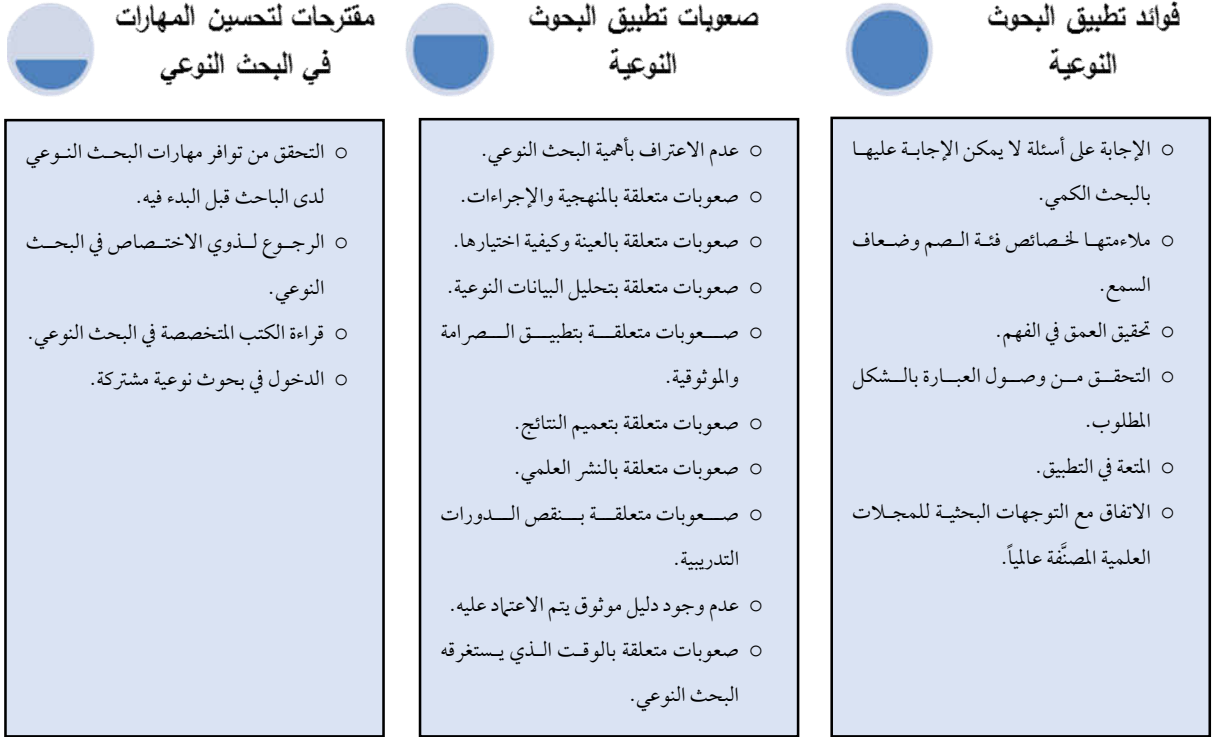 فوائد تطبيق البحوث
النوعية
الإجابة على أسئلة لا يمكن الإجابة عليها
بالبحث الكمي.
ملاءمتها لخصائص فئة الصم وضعاف
السمع.
تحقيق العمق في الفهم.
التحقق من وصول العبارة بالشكل
المطلوب.
المتعة في التطبيق.
الاتفاق مع التوجهات البحثية للمجلات
العلمية المصنَّفة عالمياً.
صعوبات تطبيق البحوث
النوعية
عدم الاعتراف بأهمية البحث النوعي.
صعوبات متعلقة بالمنهجية والإجراءات.
صعوبات متعلقة بالعينة وكيفية اختيارها.
صعوبات متعلقة بتحليل البيانات النوعية.
صعوبات متعلقة بتطبيق الصرامة
والموثوقية.
صعوبات متعلقة بتعميم النتائج.
صعوبات متعلقة بالنشر العلمي.
صعوبات متعلقة بنقص الدورات
التدريبية.
عدم وجود دليل موثوق يتم الاعتماد عليه.
صعوبات متعلقة بالوقت الذي يستغرقه
البحث النوعي.
مقترحات لتحسين المهارات
في البحث النوعي
التحقق من توافر مهارات البحث النوعي
لدى الباحث قبل البدء فيه.
الرجوع لذوي الاختصاص في البحث
النوعي.
قراءة الكتب المتخصصة في البحث النوعي.
الدخول في بحوث نوعية مشتركة.